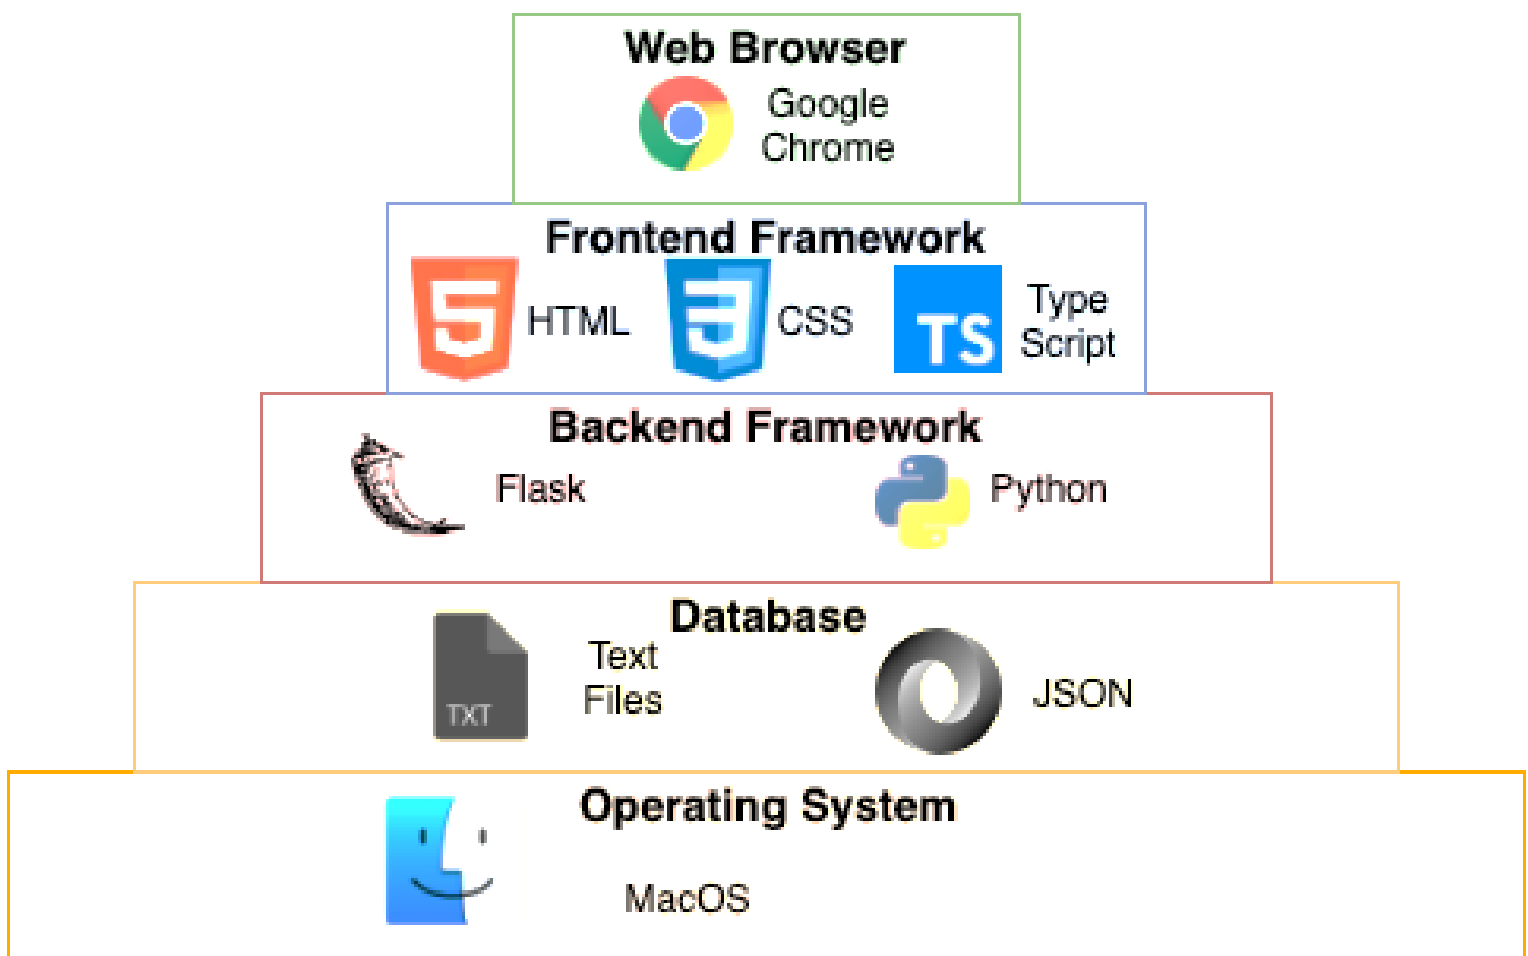 Web Browser
Google
Chrome
Frontend Framework
HTML
CSS
TS
Type
Script
Backend Framework
Flask
Python
Database
TXT
Text
Files
JSON
Operating System
MacOS